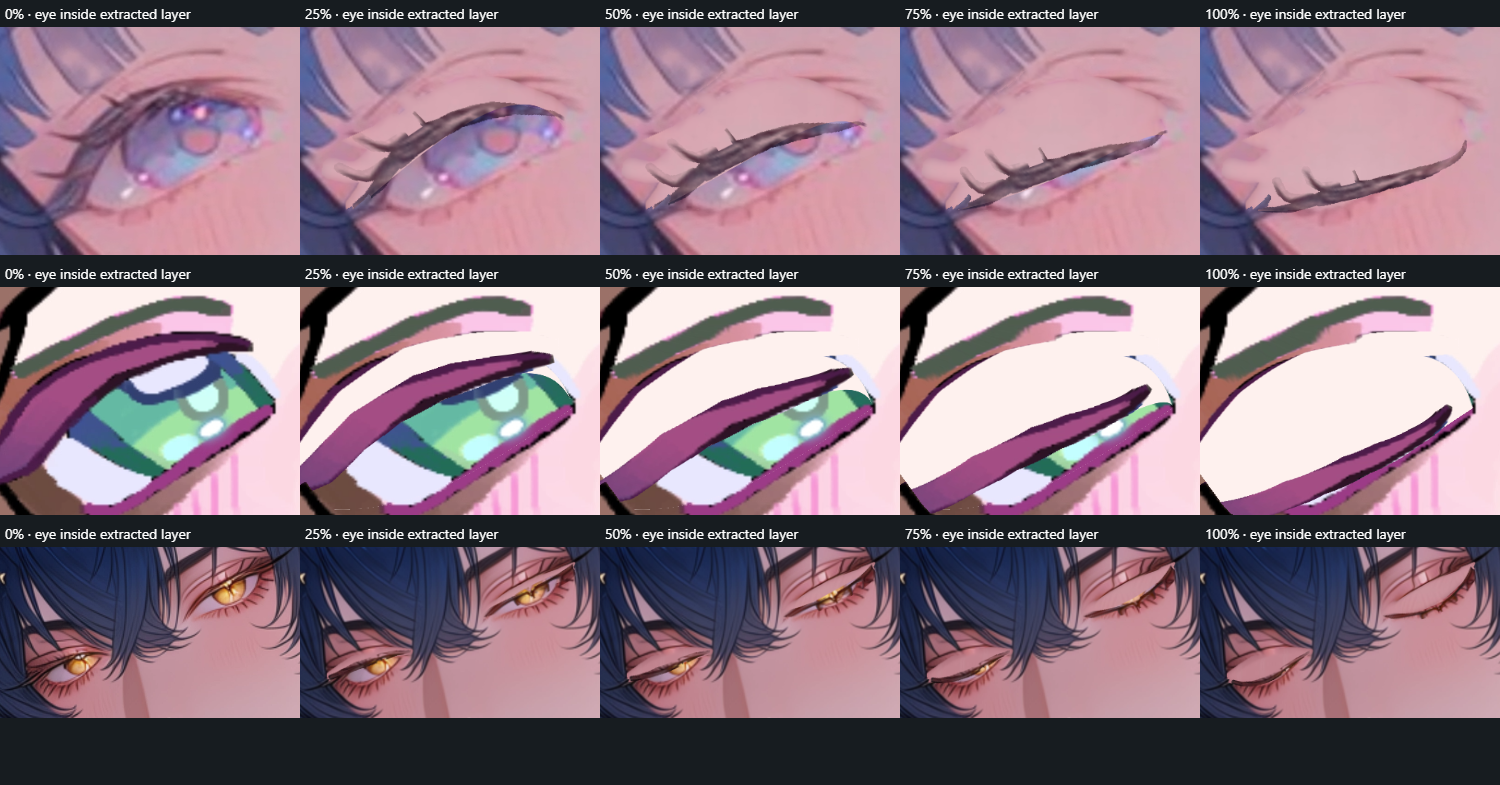 0% · eye inside extracted layer
25% · eye inside extracted layer
50% · eye inside extracted layer
75% · eye inside extracted layer
100% · eye inside extracted layer
0% · eye inside extracted layer
25% · eye inside extracted layer
50% · eye inside extracted layer
75% · eye inside extracted layer
100% · eye inside extracted layer
0% · eye inside extracted layer
25% · eye inside extracted layer
50% · eye inside extracted layer
75% · eye inside extracted layer
100% · eye inside extracted layer